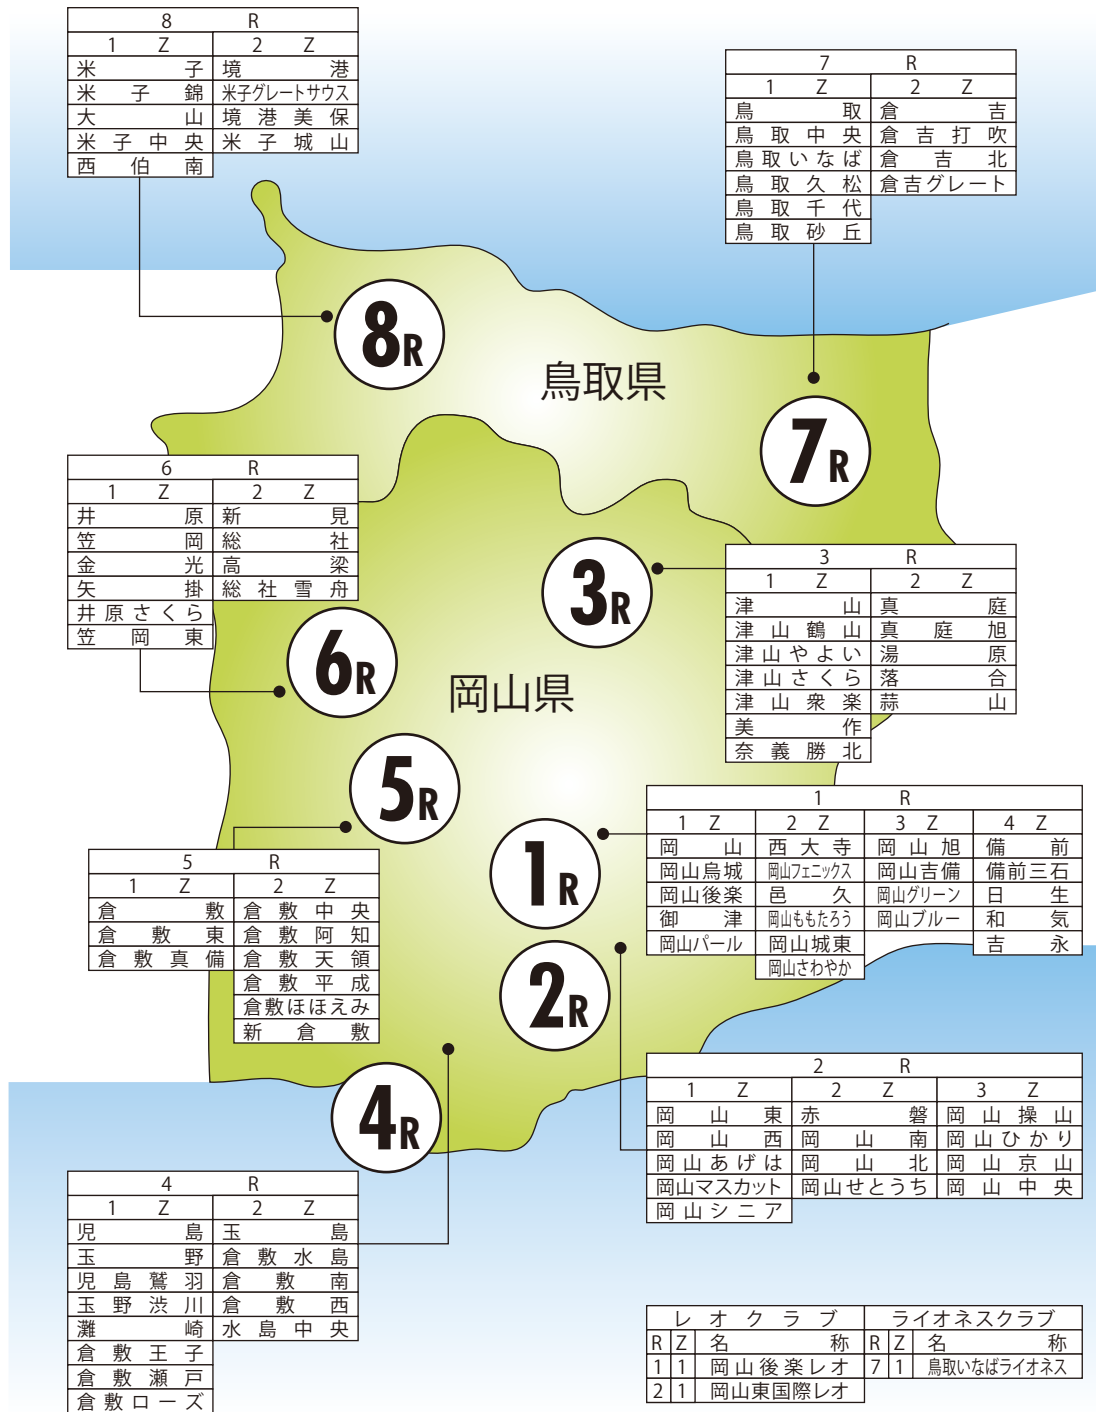 8 R
1 Z 2 Z
米子 境港
米子錦 米子グレートサウス
大山 境港美保
米子中央 米子城山
西伯南
7 R
1 Z 2 Z
鳥取 倉吉
鳥取中央 倉吉打吹
鳥取いなば 倉吉北
鳥取久松 倉吉グレート
鳥取千代
鳥取砂丘
8R
鳥取県
7R
6 R
1 Z 2 Z
井原 新見
笠岡 総社
金光 高梁
矢掛 総社雪舟
井原さくら
笠岡東
3R
3 R
1 Z 2 Z
津山 真庭
津山鶴山 真庭旭
津山やよい 湯原
津山さくら 落合
津山衆楽 蒜山
美作
奈義勝北
6R
岡山県
5R
1R
1 R
1 Z 2 Z 3 Z 4 Z
岡山 西大寺 岡山旭 備前
岡山烏城 岡山フェニックス 岡山吉備 備前三石
岡山後楽 邑久 岡山グリーン 日生
御津 岡山ももたろう 岡山ブルー 和気
岡山パール 岡山城東 吉永
岡山さわやか
5 R
1 Z 2 Z
倉敷 倉敷中央
倉敷東 倉敷阿知
倉敷真備 倉敷天領
倉敷平成
倉敷ほほえみ
新倉敷
2R
4R
2 R
1 Z 2 Z 3 Z
岡山東 赤磐 岡山操山
岡山西 岡山南 岡山ひかり
岡山あげは 岡山北 岡山京山
岡山マスカット 岡山せとうち 岡山中央
岡山シニア
4 R
1 Z 2 Z
児島 玉島
玉野 倉敷水島
児島鷲羽 倉敷南
玉野渋川 倉敷西
灘崎 水島中央
倉敷王子
倉敷瀬戸
倉敷ローズ
レオクラブ ライオネスクラブ
R Z 名称 R Z 名称
1 1 岡山後楽レオ 7 1 鳥取いなばライオネス
2 1 岡山東国際レオ